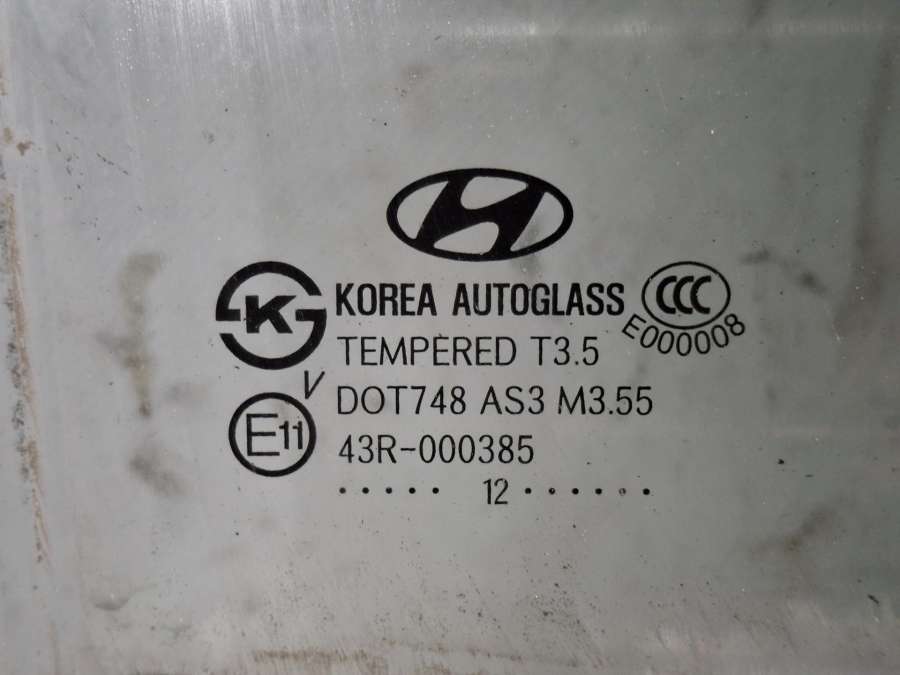 K
KOREA AUTOGLASS
CCC
E000008
TEMPERED T3.5
V
DOT748 AS3 M3.55
E11
43R-000385
..... 12 ......